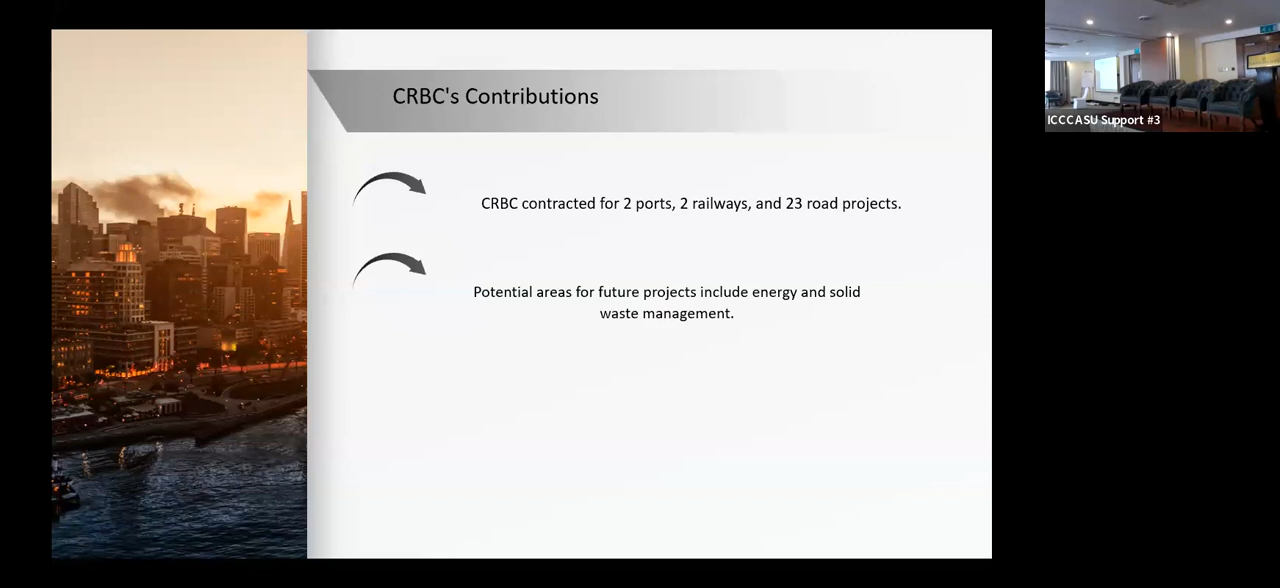 CRBC's Contributions
CRBC contracted for 2 ports, 2 railways, and 23 road projects.
Potential areas for future projects include energy and solid
waste management.
ICCCASU Support #3